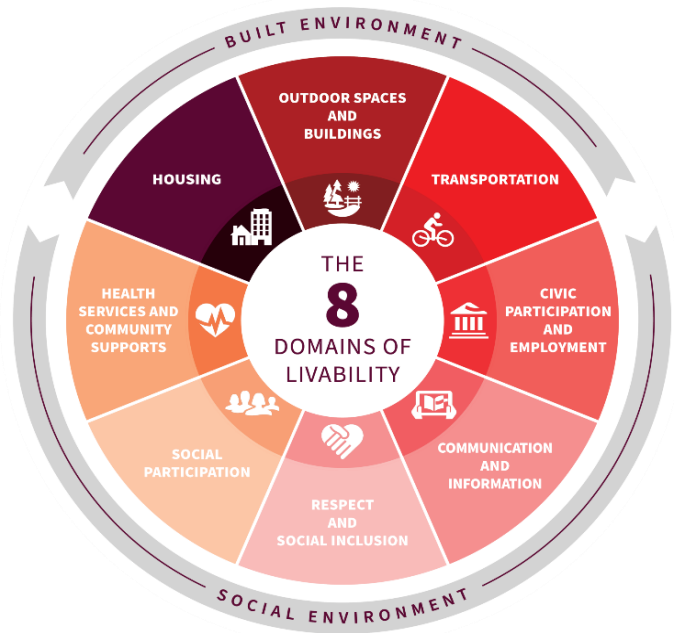 BUILT ENVIRONMENT
OUTDOOR SPACES
AND
BUILDINGS
HOUSING
TRANSPORTATION
THE
8
DOMAINS OF
LIVABILITY
HEALTH
SERVICES AND
COMMUNITY
SUPPORTS
CIVIC
PARTICIPATION
AND
EMPLOYMENT
SOCIAL
PARTICIPATION
COMMUNICATION
AND
INFORMATION
RESPECT
AND
SOCIAL INCLUSION
SOCIAL ENVIRONMENT